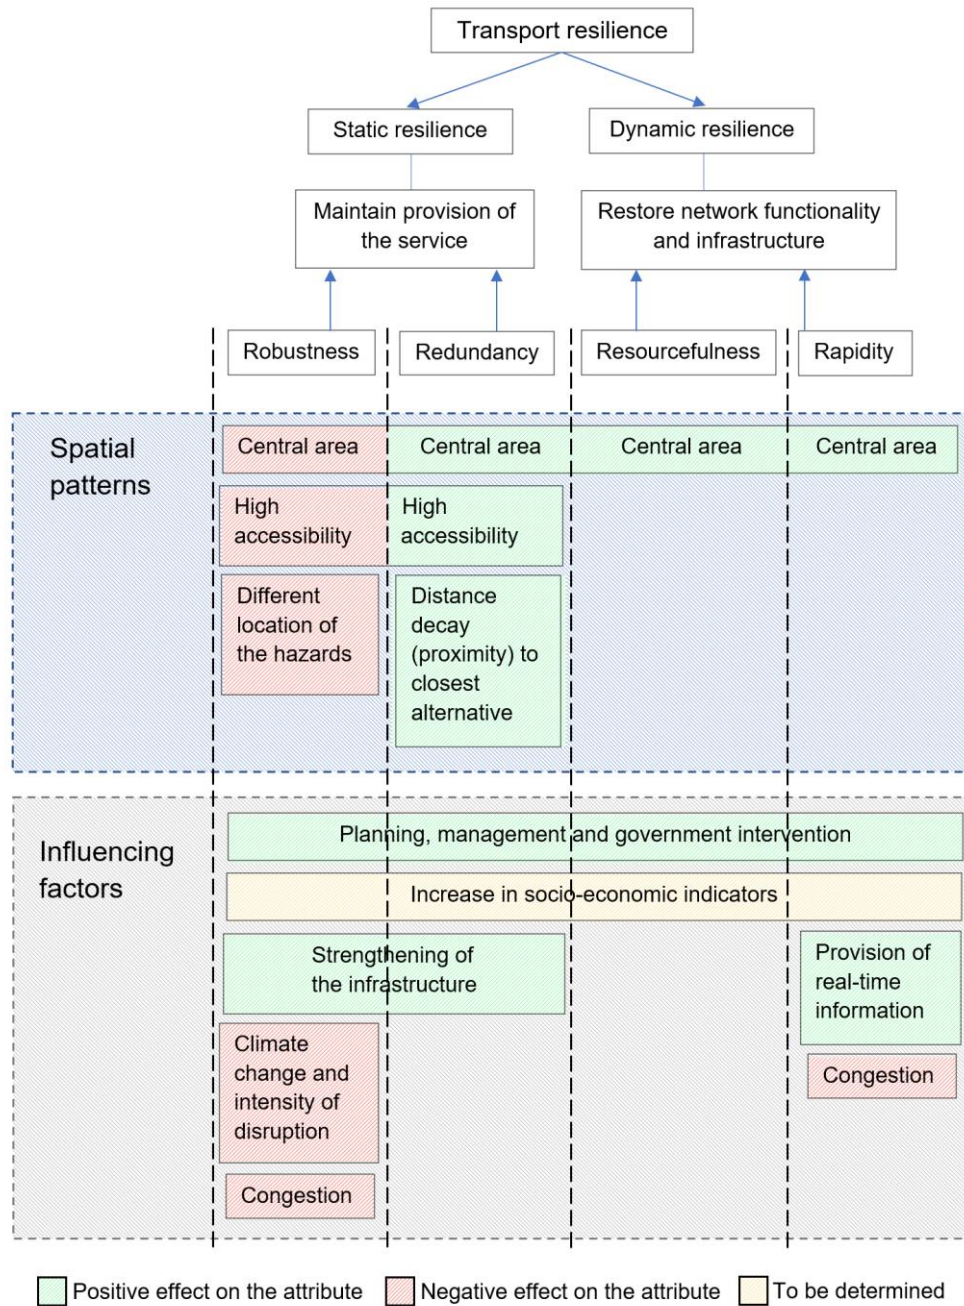 Transport resilience
Static resilience
Dynamic resilience
Maintain provision of
the service
Restore network functionality
and infrastructure
Robustness
Redundancy
Resourcefulness
Rapidity
Spatial
patterns
Central area
Central area
Central area
Central area
High
accessibility
High
accessibility
Different
location of
the hazards
Distance
decay
(proximity) to
closest
alternative
Influencing
factors
Planning, management and government intervention
Increase in socio-economic indicators
Strengthening of
the infrastructure
Provision of
real-time
information
Climate
change and
intensity of
disruption
Congestion
Congestion
Positive effect on the attribute
Negative effect on the attribute
To be determined